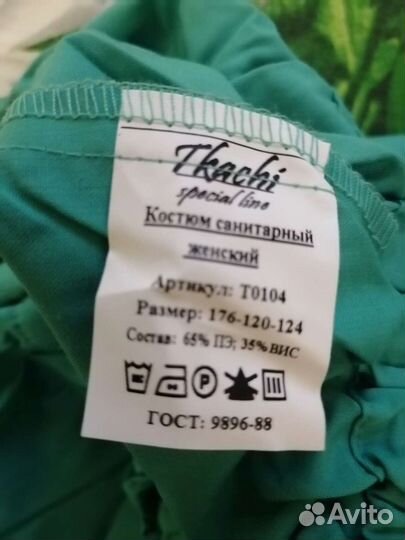 Tkachi
special line
Костюм санитарный
женский
Артикул: Т0104
Размер: 176-120-124
Состав: 65% ПЭ; 35%ВИС
P
ГОСТ: 9896-88
Avito